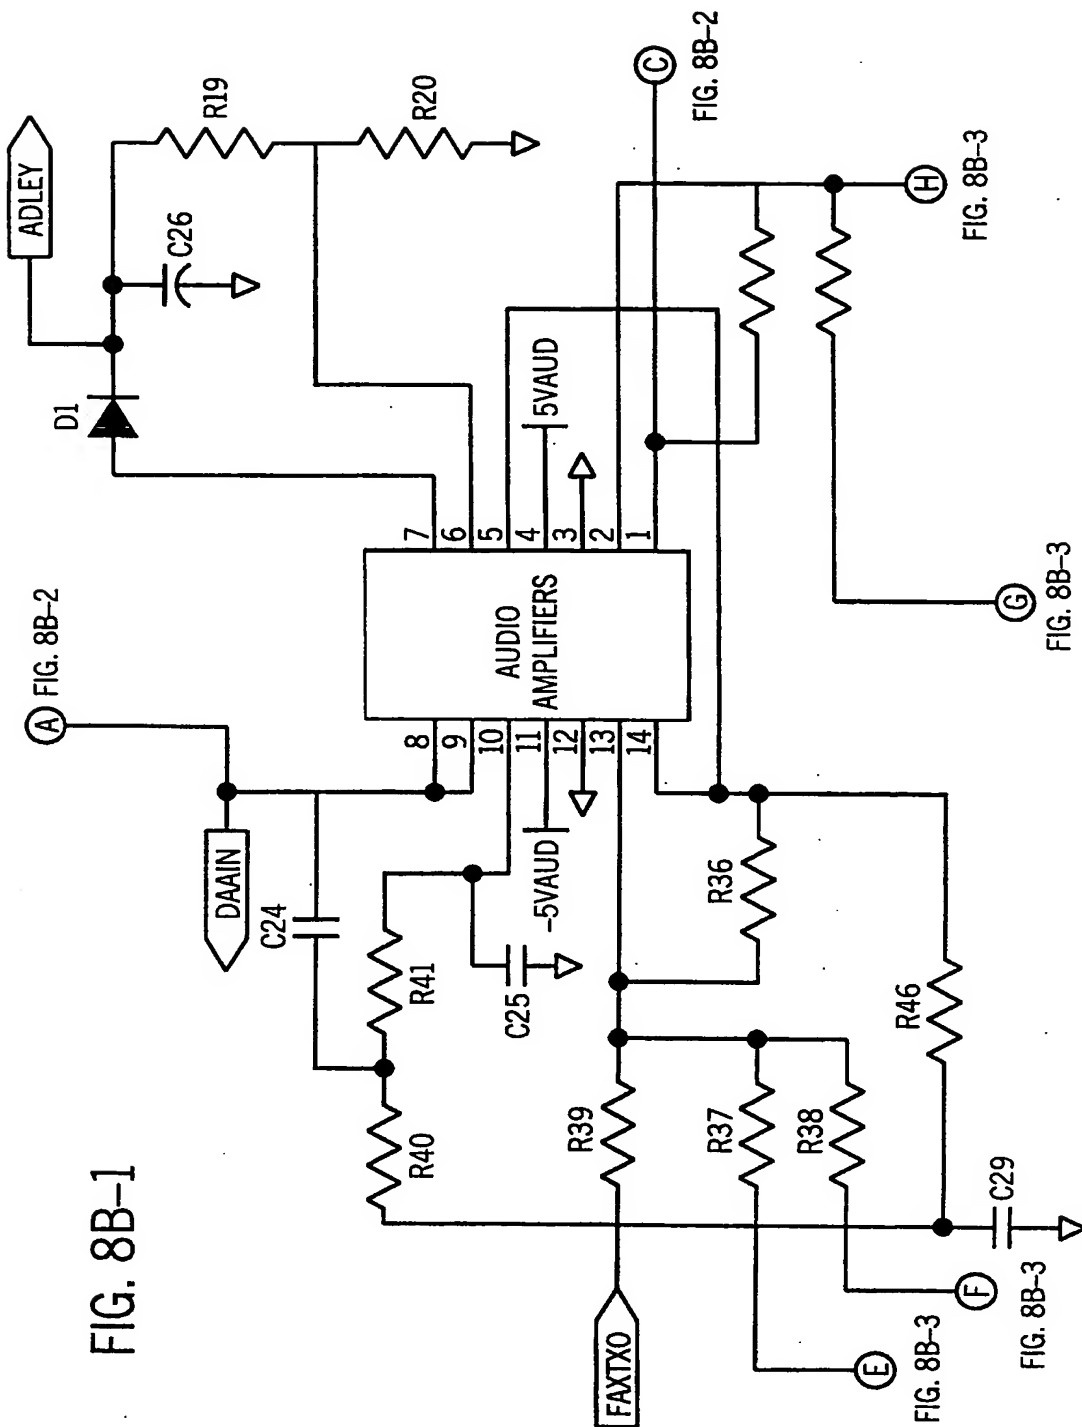 FIG. 8B-1
A
FIG. 8B-2
DAAIN
C24
R40
R41
C25
-5VAUD
8
9
10
11
12
13
14
AUDIO
AMPLIFIERS
7
6
5
4
3
2
1
D1
ADLEY
C26
R19
R20
5VAUD
C
FIG. 8B-2
H
FIG. 8B-3
G
FIG. 8B-3
FAXTXO
R39
R36
R37
R38
R46
C29
E
FIG. 8B-3
F
FIG. 8B-3